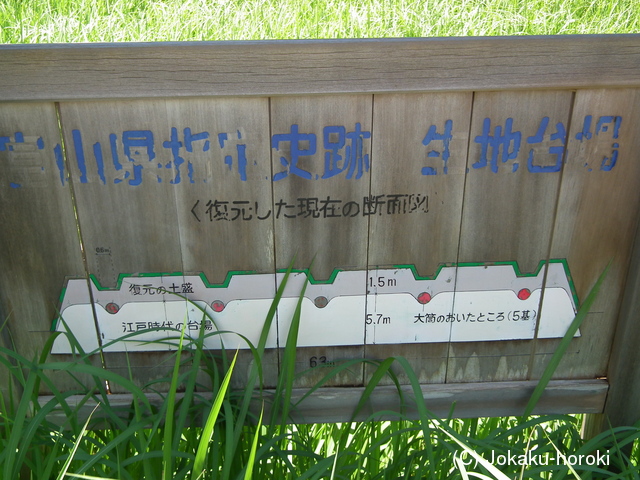 富山県指定史跡 生地台場
〈復元した現在の断面図
復元の土盛
1.5m
江戸時代の台場
5.7m
大筒のおいたところ(5基)
63m
(C) Jokaku-horoki